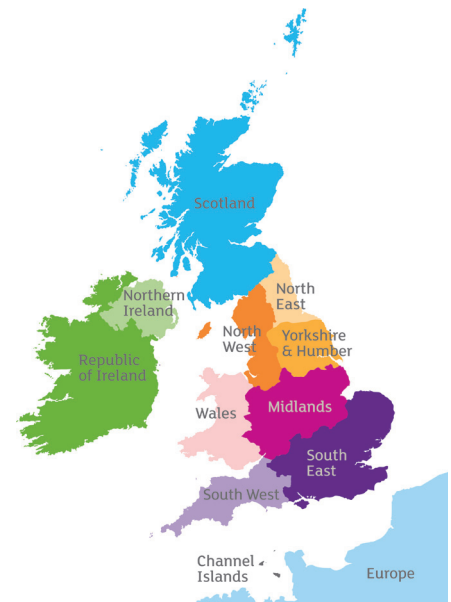 Scotland
Northern
Ireland
North
East
North
West
Yorkshire
& Humber
Republic
of Ireland
Wales
Midlands
South
East
South West
Channel
Islands
Europe